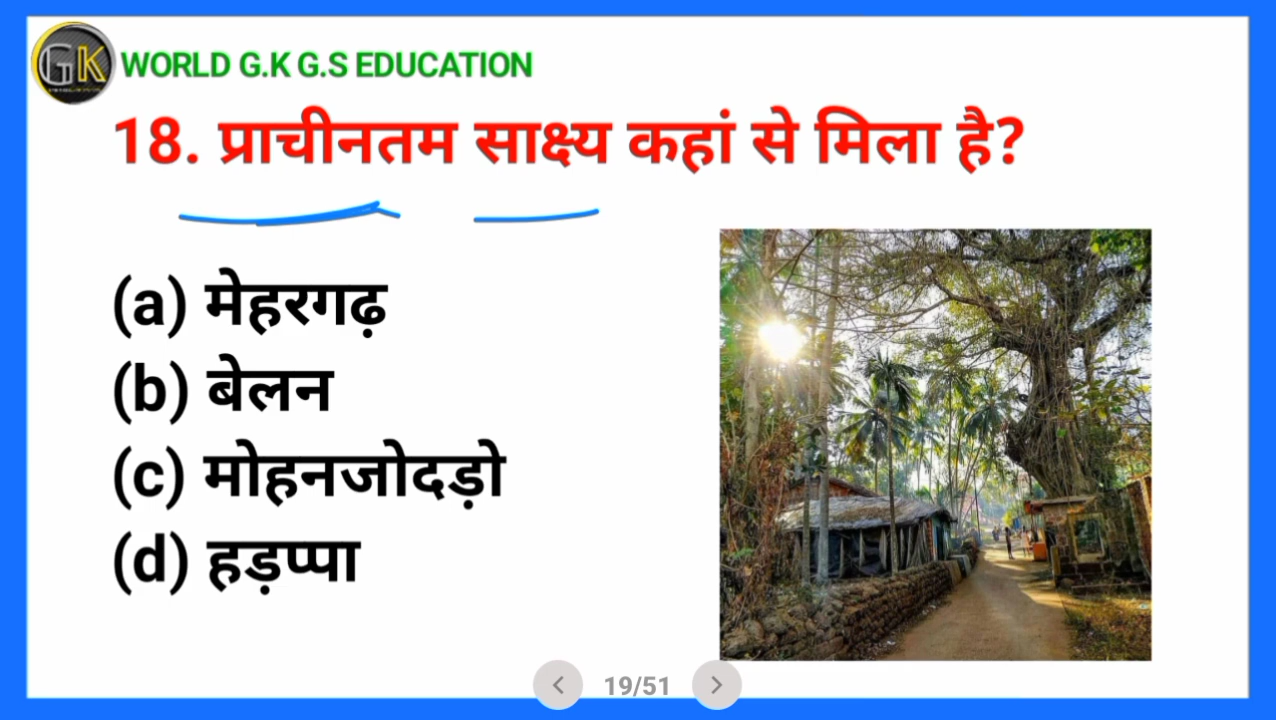 GK WORLD G.K G.S EDUCATION
18. प्राचीनतम साक्ष्य कहां से मिला है?
(a) मेहरगढ़
(b) बेलन
(c) मोहनजोदड़ो
(d) हड़प्पा
19/51